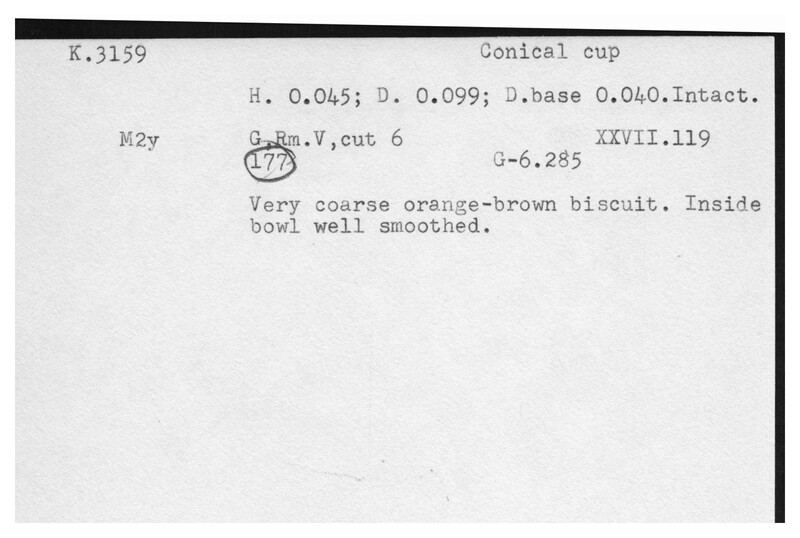 K.3159 Conical cup
H. 0.045; D. 0.099; D.base 0.040.Intact.
M2y G,Rm.V,cut 6 XXVII.119
177 G-6.285
Very coarse orange-brown biscuit. Inside
bowl well smoothed.